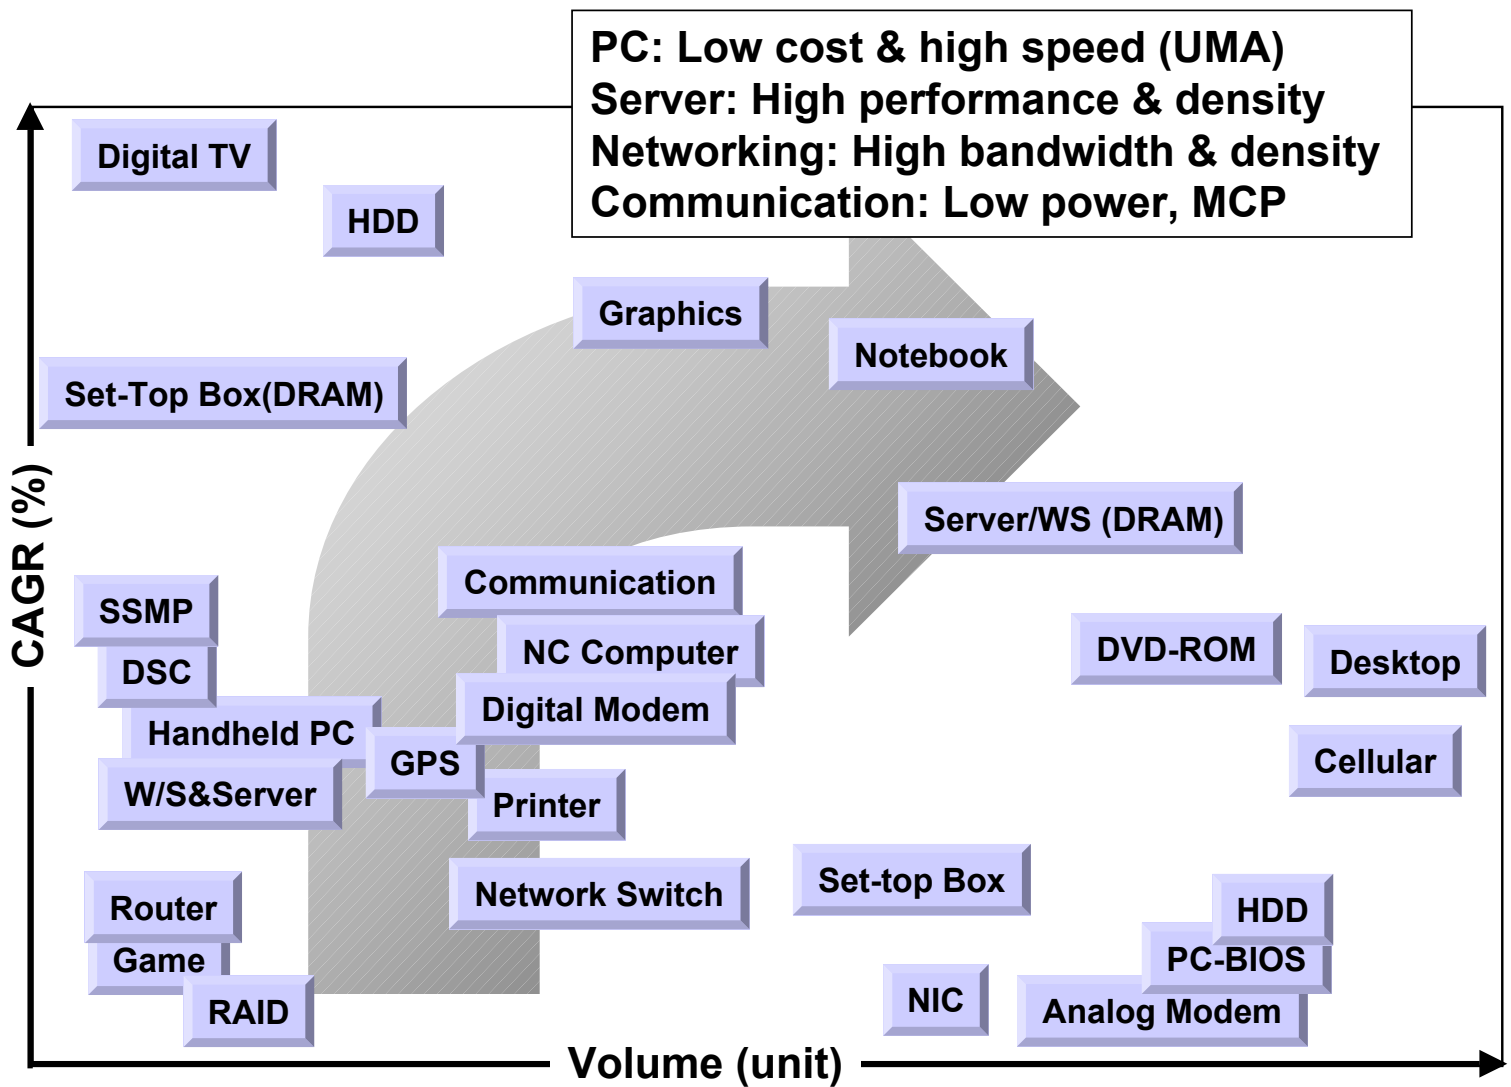 PC: Low cost & high speed (UMA)
Server: High performance & density
Networking: High bandwidth & density
Communication: Low power, MCP
Digital TV
HDD
Graphics
Notebook
Set-Top Box(DRAM)
CAGR (%)
Server/WS (DRAM)
Communication
SSMP
NC Computer
DVD-ROM
Desktop
DSC
Digital Modem
Handheld PC
GPS
Cellular
W/S&Server
Printer
Set-top Box
Network Switch
Router
HDD
Game
PC-BIOS
RAID
NIC
Analog Modem
Volume (unit)